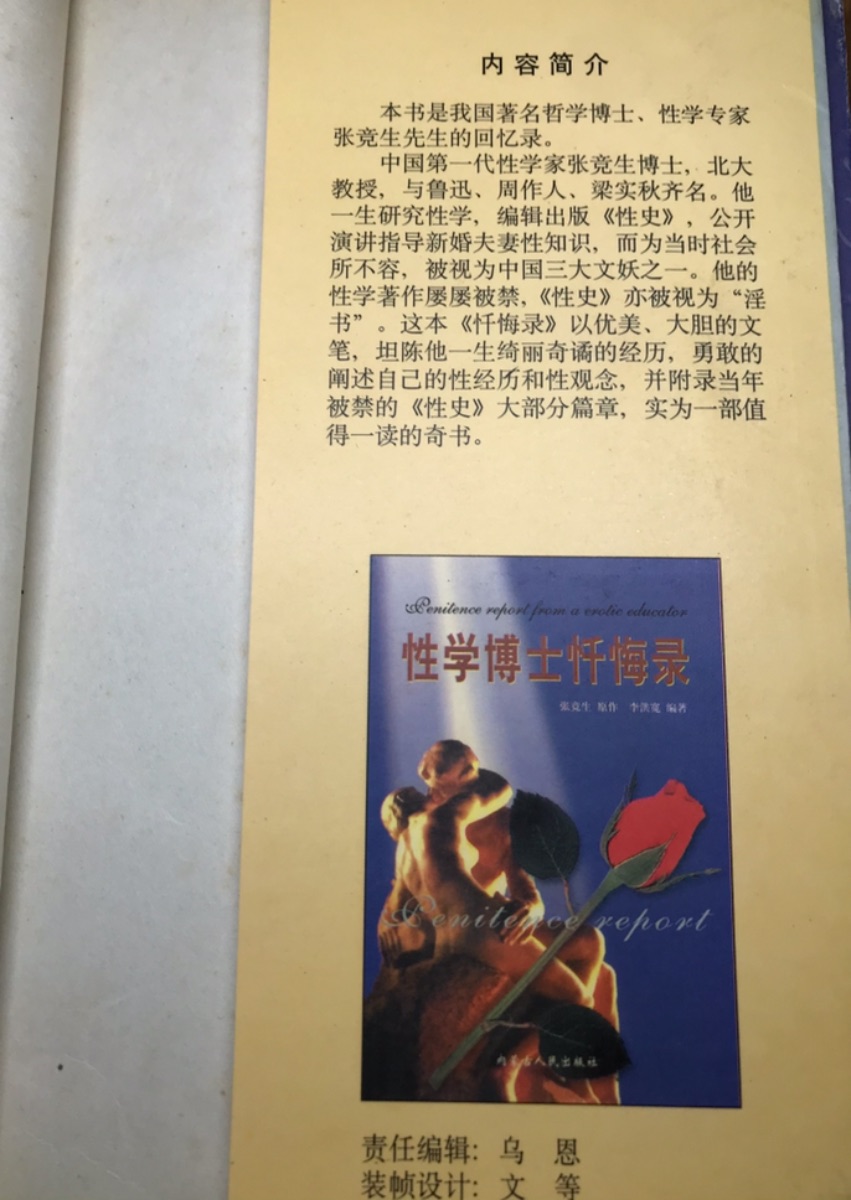 内容简介
本书是我国著名哲学博士、性学专家
张竞生先生的回忆录。
中国第一代性学家张竞生博士，北大
教授，与鲁迅、周作人、梁实秋齐名。他
一生研究性学，编辑出版《性史》，公开
演讲指导新婚夫妻性知识，而为当时社会
所不容，被视为中国三大文妖之一。他的
性学著作屡屡被禁，《性史》亦被视为“淫
书”。这本《忏悔录》以优美、大胆的文
笔，坦陈他一生绮丽奇谲的经历，勇敢的
阐述自己的性经历和性观念，并附录当年
被禁的《性史》大部分篇章，实为一部值
得一读的奇书。
Penitence report from a erotic educator
性学博士忏悔录
张竞生 原作 李洪宽 编著
Penitence report
内蒙古人民出版社
责任编辑：乌 恩
装帧设计：文 等